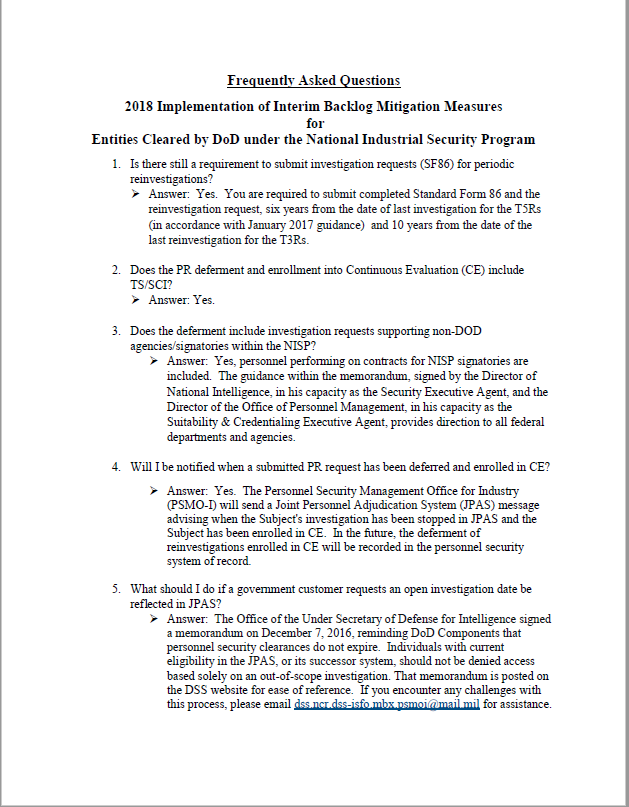 Frequently Asked Questions
2018 Implementation of Interim Backlog Mitigation Measures
for
Entities Cleared by DoD under the National Industrial Security Program
1. Is there still a requirement to submit investigation requests (SF86) for periodic
reinvestigations?
➢ Answer: Yes. You are required to submit completed Standard Form 86 and the
reinvestigation request, six years from the date of last investigation for the T5Rs
(in accordance with January 2017 guidance) and 10 years from the date of the
last reinvestigation for the T3Rs.
2. Does the PR deferment and enrollment into Continuous Evaluation (CE) include
TS/SCI?
➢ Answer: Yes.
3. Does the deferment include investigation requests supporting non-DOD
agencies/signatories within the NISP?
➢ Answer: Yes, personnel performing on contracts for NISP signatories are
included. The guidance within the memorandum, signed by the Director of
National Intelligence, in his capacity as the Security Executive Agent, and the
Director of the Office of Personnel Management, in his capacity as the
Suitability & Credentialing Executive Agent, provides direction to all federal
departments and agencies.
4. Will I be notified when a submitted PR request has been deferred and enrolled in CE?
➢ Answer: Yes. The Personnel Security Management Office for Industry
(PSMO-I) will send a Joint Personnel Adjudication System (JPAS) message
advising when the Subject's investigation has been stopped in JPAS and the
Subject has been enrolled in CE. In the future, the deferment of
reinvestigations enrolled in CE will be recorded in the personnel security
system of record.
5. What should I do if a government customer requests an open investigation date be
reflected in JPAS?
➢ Answer: The Office of the Under Secretary of Defense for Intelligence signed
a memorandum on December 7, 2016, reminding DoD Components that
personnel security clearances do not expire. Individuals with current
eligibility in the JPAS, or its successor system, should not be denied access
based solely on an out-of-scope investigation. That memorandum is posted on
the DSS website for ease of reference. If you encounter any challenges with
this process, please email dss.ncr.dss-isfo.mbx.psmoi@mail.mil for assistance.